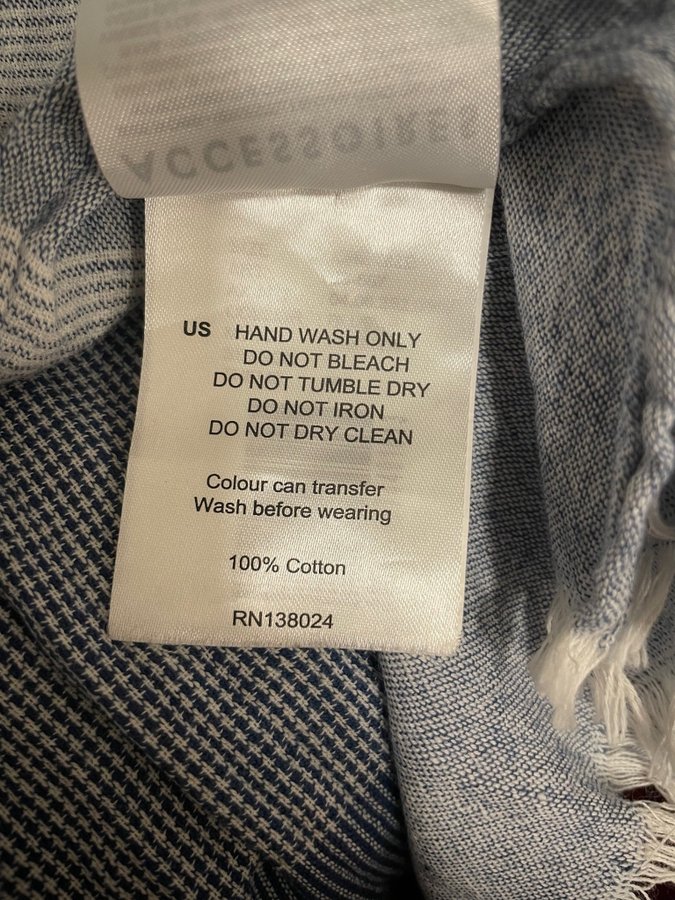 ACCESSOIRES
US HAND WASH ONLY
DO NOT BLEACH
DO NOT TUMBLE DRY
DO NOT IRON
DO NOT DRY CLEAN
Colour can transfer
Wash before wearing
100% Cotton
RN138024